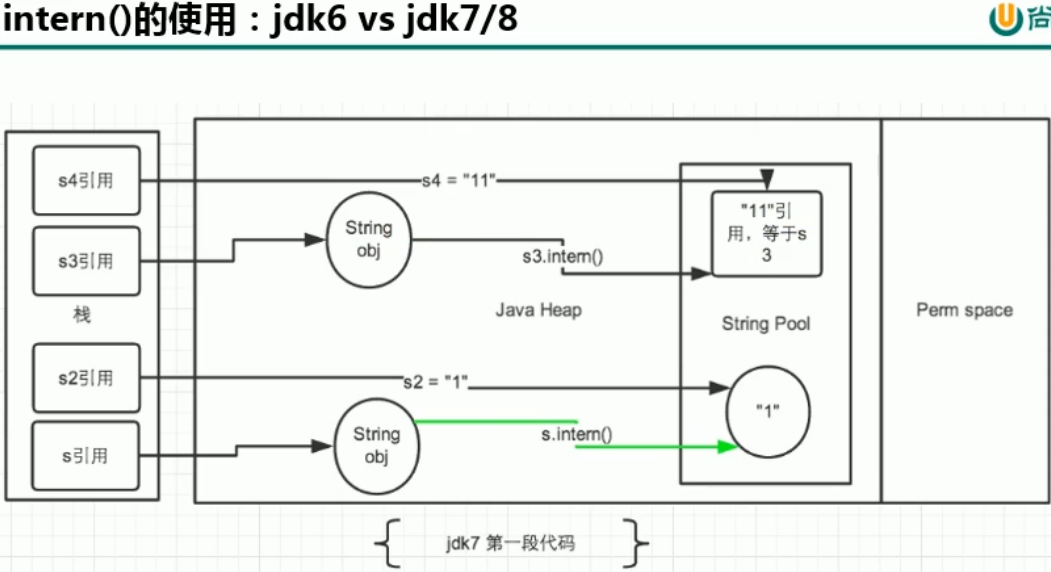 intern()的使用：jdk6 vs jdk7/8
尚
s4引用
s4 = "11"
"11"引
用，等于s
3
s3引用
String
obj
s3.intern()
栈
Java Heap
String Pool
Perm space
s2引用
s2 = "1"
"1"
s引用
String
obj
s.intern()
jdk7 第一段代码